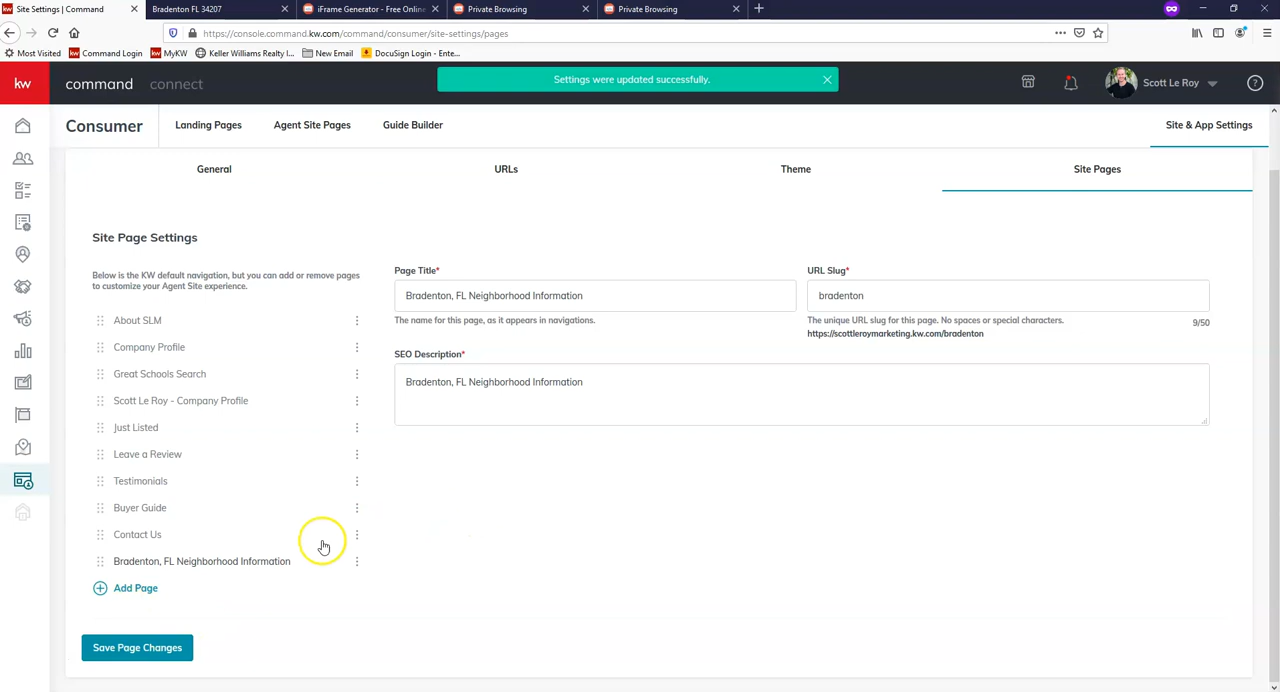 Site Settings | Command
Bradenton FL 34207
iFrame Generator - Free Online
Private Browsing
Private Browsing
https://console.command.kw.com/command/consumer/site-settings/pages
Most Visited
Command Login
MyKW
Keller Williams Realty I...
New Email
DocuSign Login - Ente...
kw
command
connect
Settings were updated successfully.
Scott Le Roy
Consumer
Landing Pages
Agent Site Pages
Guide Builder
Site & App Settings
General
URLs
Theme
Site Pages
Site Page Settings
Below is the KW default navigation, but you can add or remove pages
to customize your Agent Site experience.
About SLM
Company Profile
Great Schools Search
Scott Le Roy - Company Profile
Just Listed
Leave a Review
Testimonials
Buyer Guide
Contact Us
Bradenton, FL Neighborhood Information
Add Page
Save Page Changes
Page Title*
Bradenton, FL Neighborhood Information
The name for this page, as it appears in navigations.
URL Slug*
bradenton
The unique URL slug for this page. No spaces or special characters.
9/50
https://scottleroymarketing.kw.com/bradenton
SEO Description*
Bradenton, FL Neighborhood Information